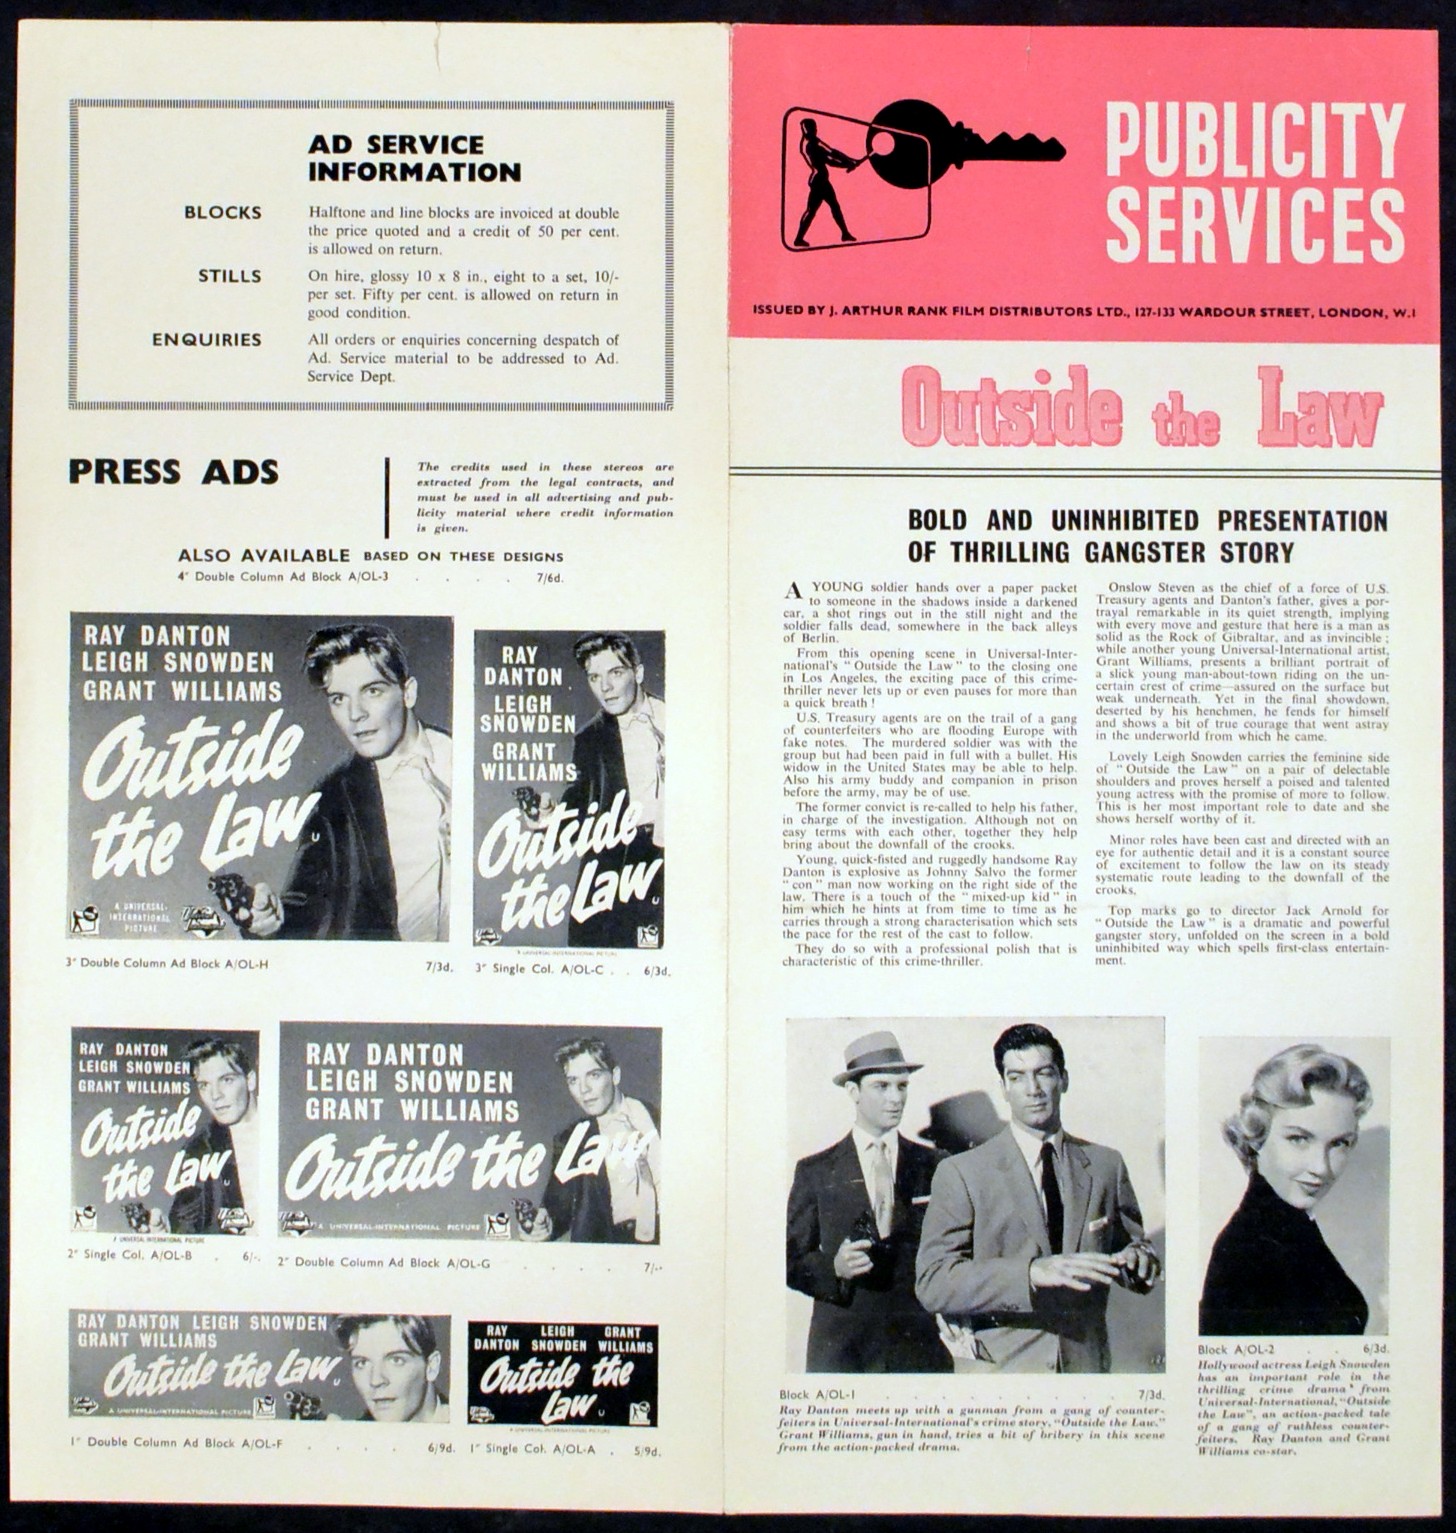 AD SERVICE
INFORMATION
BLOCKS
Halftone and line blocks are invoiced at double
the price quoted and a credit of 50 per cent.
is allowed on return.
STILLS
On hire, glossy 10 x 8 in., eight to a set, 10/-
per set. Fifty per cent. is allowed on return in
good condition.
ENQUIRIES
All orders or enquiries concerning despatch of
Ad. Service material to be addressed to Ad.
Service Dept.
PRESS ADS
The credits used in these stereos are
extracted from the legal contracts, and
must be used in all advertising and pub-
licity material where credit information
is given.
ALSO AVAILABLE BASED ON THESE DESIGNS
4" Double Column Ad Block A/OL-3 . . . . 7/6d.
RAY DANTON
LEIGH SNOWDEN
GRANT WILLIAMS
Outside
the Law
U
A UNIVERSAL-
INTERNATIONAL
PICTURE
3" Double Column Ad Block A/OL-H 7/3d.
RAY
DANTON
LEIGH
SNOWDEN
GRANT
WILLIAMS
Outside
the Law
U
A UNIVERSAL-INTERNATIONAL PICTURE
3" Single Col. A/OL-C . . 6/3d.
RAY DANTON
LEIGH SNOWDEN
GRANT WILLIAMS
Outside
the Law
U
A UNIVERSAL-INTERNATIONAL PICTURE
2" Single Col. A/OL-B . 6/-.
RAY DANTON
LEIGH SNOWDEN
GRANT WILLIAMS
Outside the Law
A UNIVERSAL-INTERNATIONAL PICTURE
2" Double Column Ad Block A/OL-G . . . . 7/-.
RAY DANTON LEIGH SNOWDEN
GRANT WILLIAMS
Outside the Law
A UNIVERSAL-INTERNATIONAL PICTURE
1" Double Column Ad Block A/OL-F . . . . 6/9d.
RAY LEIGH GRANT
DANTON SNOWDEN WILLIAMS
Outside the
Law
U
A UNIVERSAL-INTERNATIONAL PICTURE
1" Single Col. A/OL-A . 5/9d.
PUBLICITY
SERVICES
ISSUED BY J. ARTHUR RANK FILM DISTRIBUTORS LTD., 127-133 WARDOUR STREET, LONDON, W.1
Outside the Law
BOLD AND UNINHIBITED PRESENTATION
OF THRILLING GANGSTER STORY
A YOUNG soldier hands over a paper packet
to someone in the shadows inside a darkened
car, a shot rings out in the still night and the
soldier falls dead, somewhere in the back alleys
of Berlin.
From this opening scene in Universal-Inter-
national's "Outside the Law" to the closing one
in Los Angeles, the exciting pace of this crime-
thriller never lets up or even pauses for more than
a quick breath!
U.S. Treasury agents are on the trail of a gang
of counterfeiters who are flooding Europe with
fake notes. The murdered soldier was with the
group but had been paid in full with a bullet. His
widow in the United States may be able to help.
Also his army buddy and companion in prison
before the army, may be of use.
The former convict is re-called to help his father,
in charge of the investigation. Although not on
easy terms with each other, together they help
bring about the downfall of the crooks.
Young, quick-fisted and ruggedly handsome Ray
Danton is explosive as Johnny Salvo the former
"con" man now working on the right side of the
law. There is a touch of the "mixed-up kid" in
him which he hints at from time to time as he
carries through a strong characterisation which sets
the pace for the rest of the cast to follow.
They do so with a professional polish that is
characteristic of this crime-thriller.
Onslow Steven as the chief of a force of U.S.
Treasury agents and Danton's father, gives a por-
trayal remarkable in its quiet strength, implying
with every move and gesture that here is a man as
solid as the Rock of Gibraltar, and as invincible;
while another young Universal-International artist,
Grant Williams, presents a brilliant portrait of
a slick young man-about-town riding on the un-
certain crest of crime—assured on the surface but
weak underneath. Yet in the final showdown,
deserted by his henchmen, he fends for himself
and shows a bit of true courage that went astray
in the underworld from which he came.
Lovely Leigh Snowden carries the feminine side
of "Outside the Law" on a pair of delectable
shoulders and proves herself a poised and talented
young actress with the promise of more to follow.
This is her most important role to date and she
shows herself worthy of it.
Minor roles have been cast and directed with an
eye for authentic detail and it is a constant source
of excitement to follow the law on its steady
systematic route leading to the downfall of the
crooks.
Top marks go to director Jack Arnold for
"Outside the Law" is a dramatic and powerful
gangster story, unfolded on the screen in a bold
uninhibited way which spells first-class entertain-
ment.
Block A/OL-1 . . . . . . . . . . . 7/3d.
Ray Danton meets up with a gunman from a gang of counter-
feiters in Universal-International's crime story, "Outside the Law."
Grant Williams, gun in hand, tries a bit of bribery in this scene
from the action-packed drama.
Block A/OL-2 . . 6/3d.
Hollywood actress Leigh Snowden
has an important role in the
thrilling crime drama from
Universal-International, "Outside
the Law", an action-packed tale
of a gang of ruthless counter-
feiters. Ray Danton and Grant
Williams co-star.